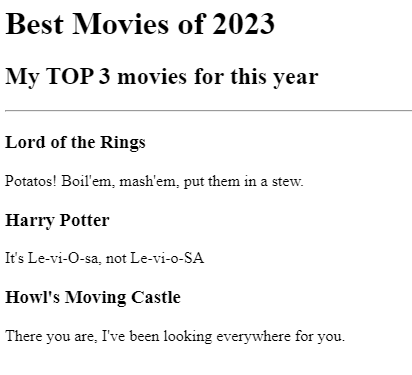 Best Movies of 2023
My TOP 3 movies for this year
Lord of the Rings
Potatos! Boil'em, mash'em, put them in a stew.
Harry Potter
It's Le-vi-O-sa, not Le-vi-o-SA
Howl's Moving Castle
There you are, I've been looking everywhere for you.